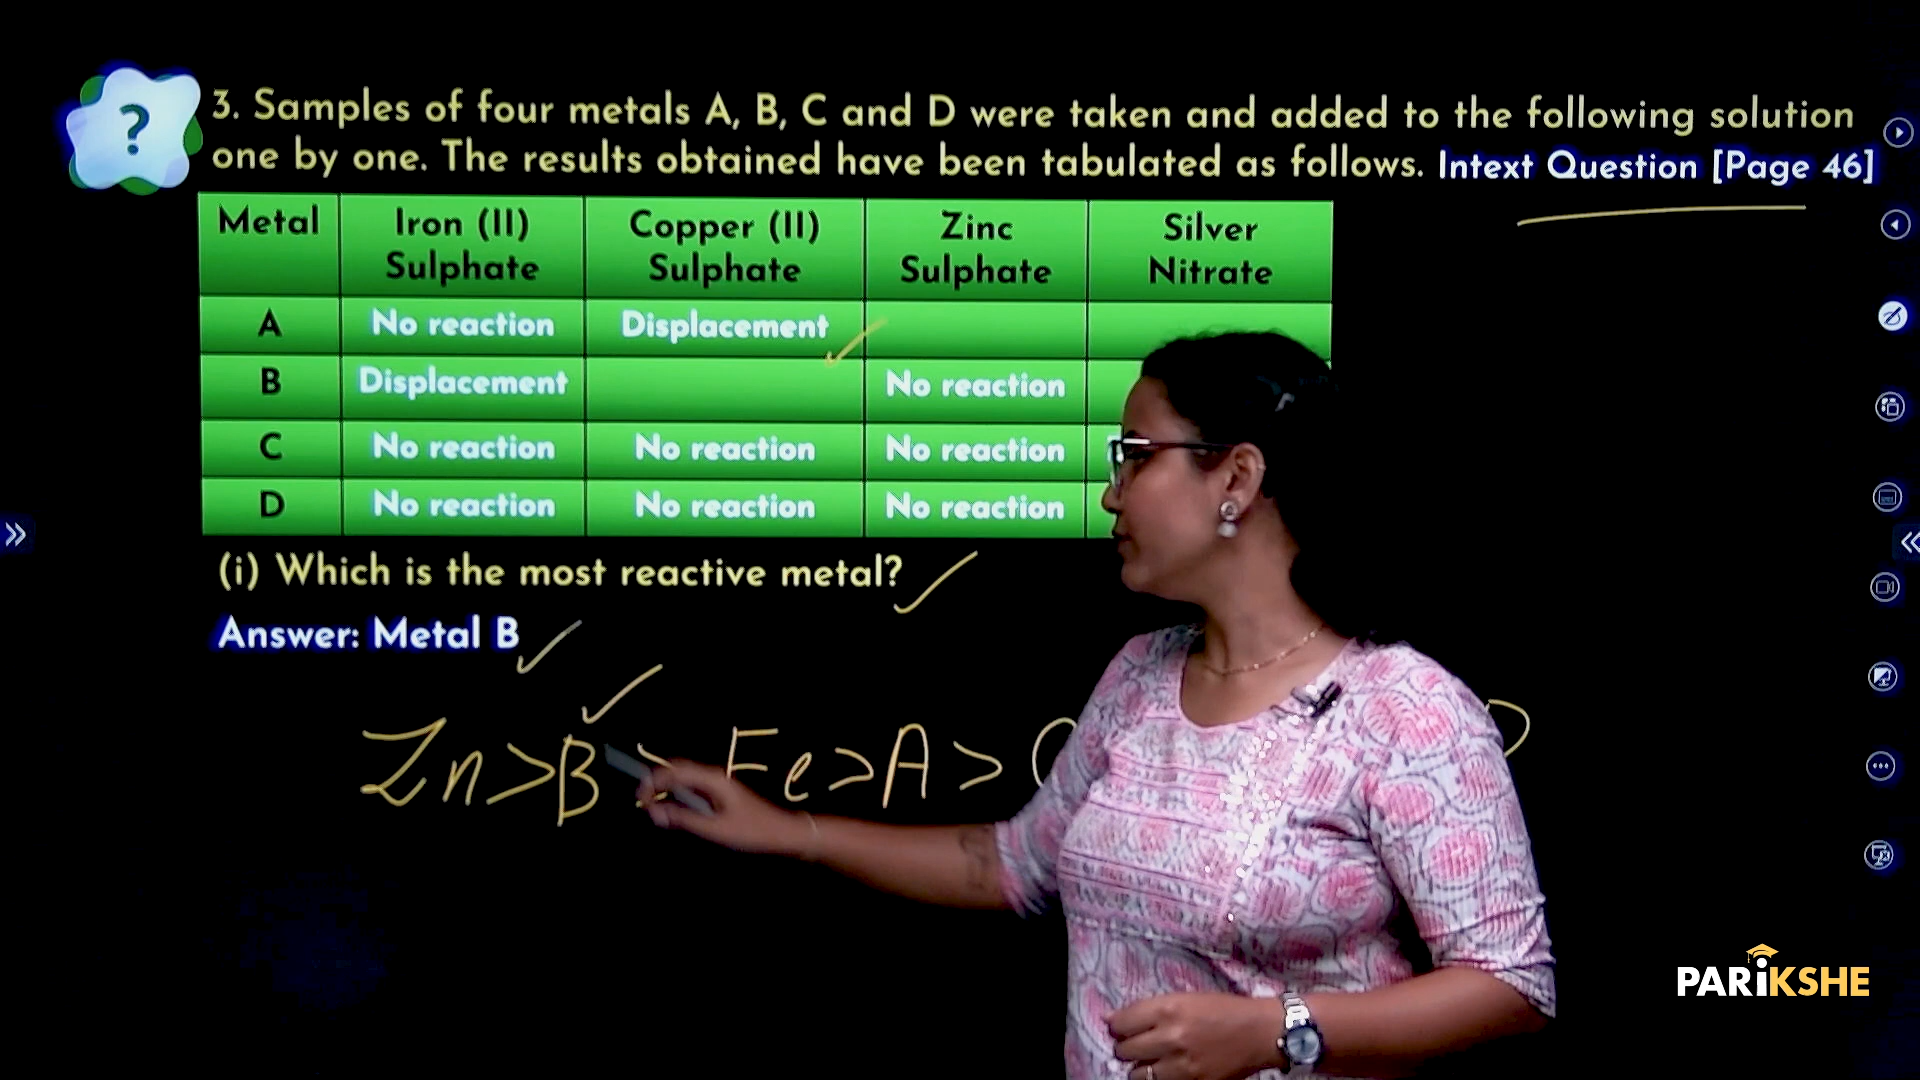 ?
3. Samples of four metals A, B, C and D were taken and added to the following solution
one by one. The results obtained have been tabulated as follows. Intext Question [Page 46]
Metal Iron (II) Sulphate Copper (II) Sulphate Zinc Sulphate Silver Nitrate
A No reaction Displacement
B Displacement No reaction
C No reaction No reaction No reaction
D No reaction No reaction No reaction
(i) Which is the most reactive metal?
Answer: Metal B
Zn > B > Fe > A >
PARiKSHE